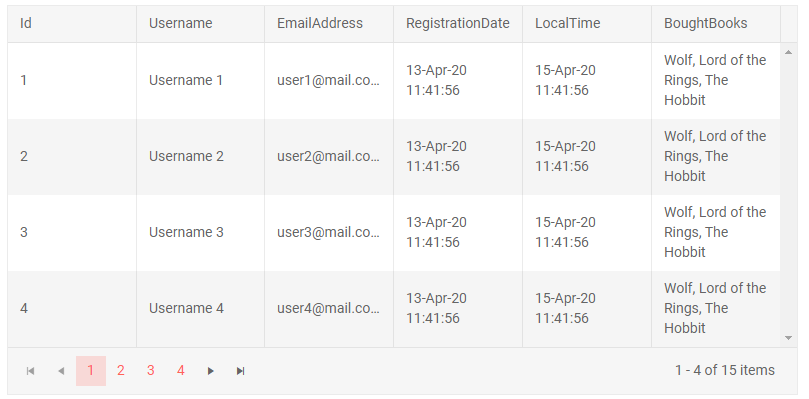 Id Username EmailAddress RegistrationDate LocalTime BoughtBooks
1 Username 1 user1@mail.co... 13-Apr-20 11:41:56 15-Apr-20 11:41:56 Wolf, Lord of the Rings, The Hobbit
2 Username 2 user2@mail.co... 13-Apr-20 11:41:56 15-Apr-20 11:41:56 Wolf, Lord of the Rings, The Hobbit
3 Username 3 user3@mail.co... 13-Apr-20 11:41:56 15-Apr-20 11:41:56 Wolf, Lord of the Rings, The Hobbit
4 Username 4 user4@mail.co... 13-Apr-20 11:41:56 15-Apr-20 11:41:56 Wolf, Lord of the Rings, The Hobbit
1 2 3 4 1 - 4 of 15 items